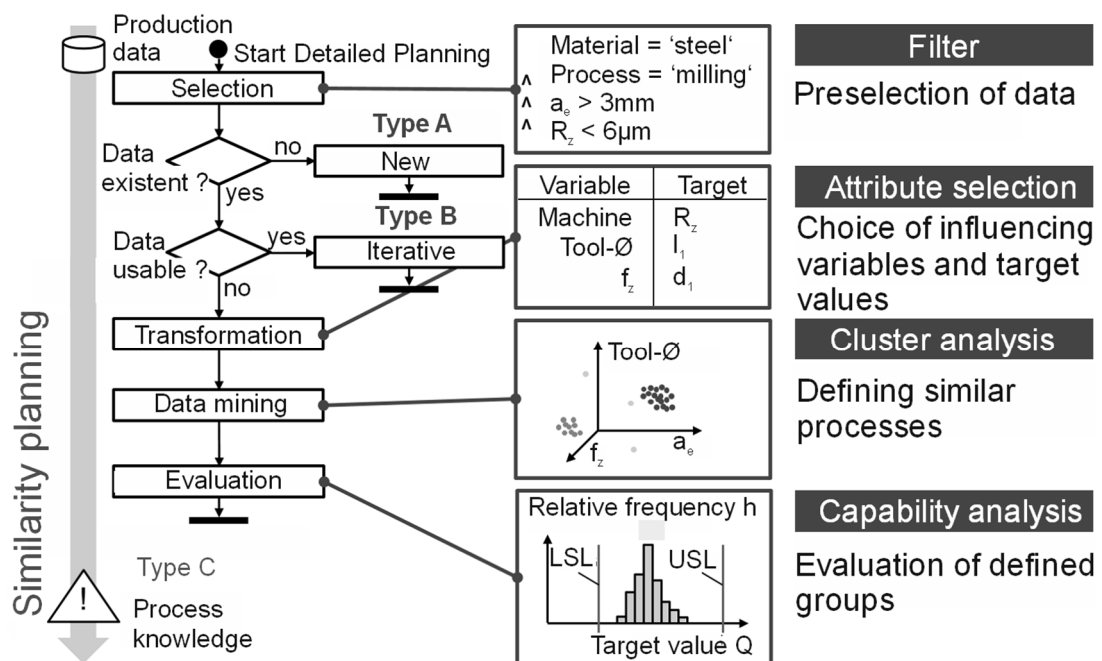 Production
data
Start Detailed Planning
Selection
Data
existent ?
no
yes
Type A
New
Data
usable ?
yes
no
Type B
Iterative
Transformation
Data mining
Evaluation
Type C
Process
knowledge
!
Similarity planning
Material = ‘steel‘
^ Process = ‘milling‘
^ ae > 3mm
^ Rz < 6µm
Variable Target
Machine Rz
Tool-Ø l1
fz d1
Tool-Ø
ae
fz
Relative frequency h
LSL
USL
Target value Q
Filter
Preselection of data
Attribute selection
Choice of influencing
variables and target
values
Cluster analysis
Defining similar
processes
Capability analysis
Evaluation of defined
groups